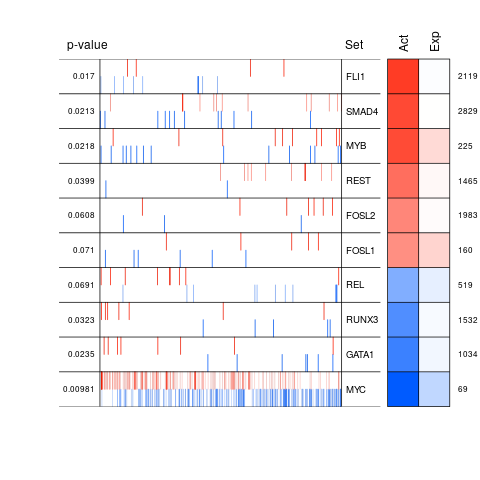 p-value Set Act Exp
0.017 FLI1 2119
0.0213 SMAD4 2829
0.0218 MYB 225
0.0399 REST 1465
0.0608 FOSL2 1983
0.071 FOSL1 160
0.0691 REL 519
0.0323 RUNX3 1532
0.0235 GATA1 1034
0.00981 MYC 69